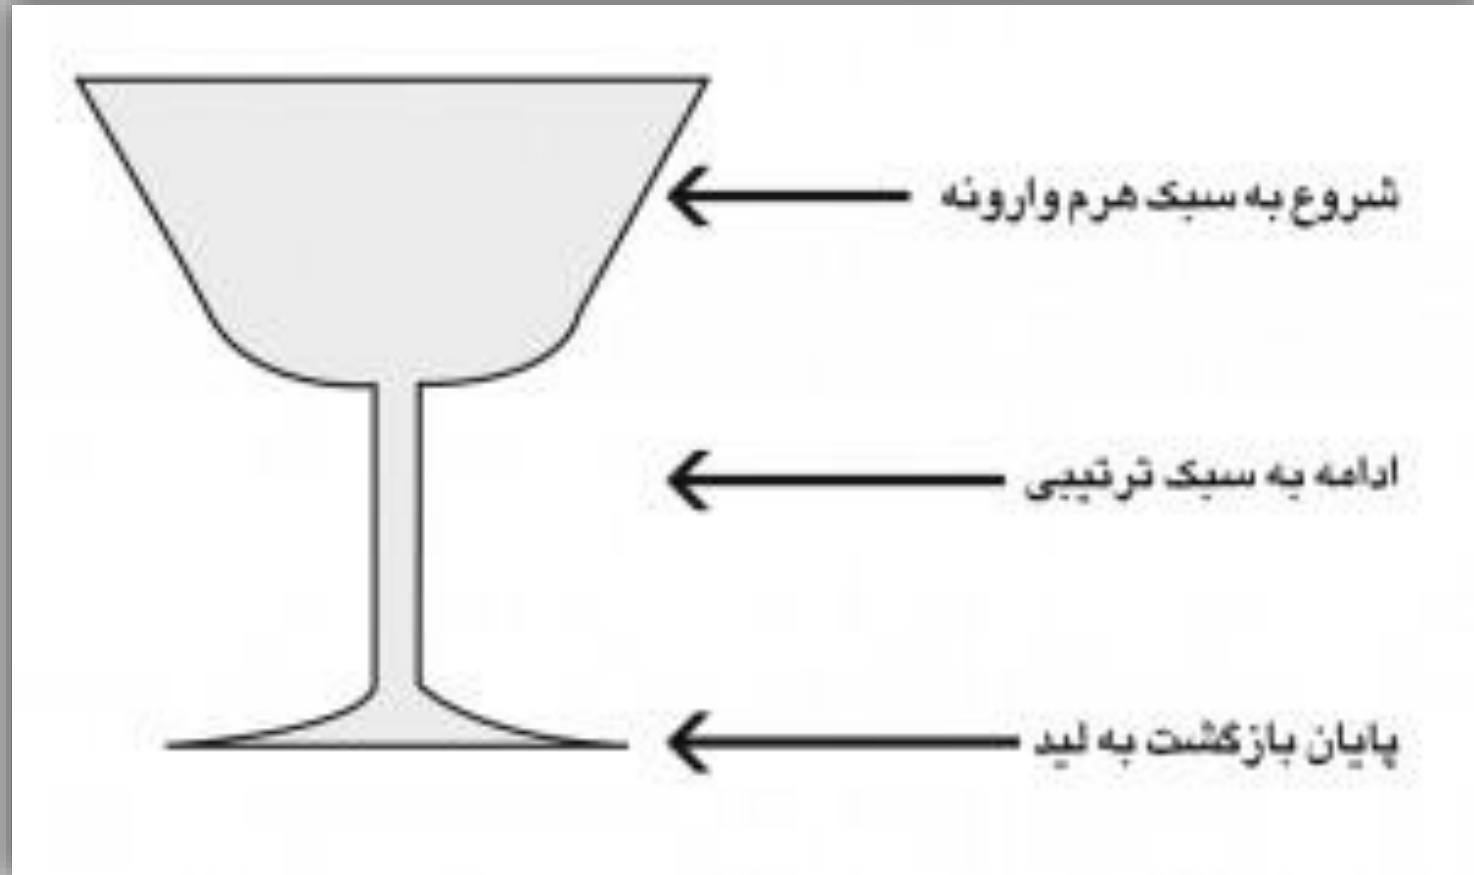 شروع به سبک هرم وارونه
ادامه به سبک ترتیبی
پایان بازگشت به لید